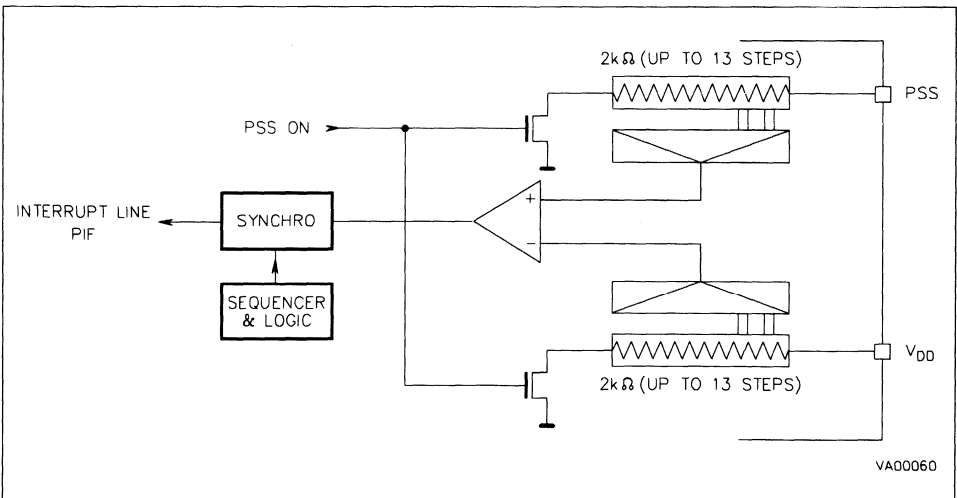 2kΩ (UP TO 13 STEPS)
PSS
PSS ON
+
INTERRUPT LINE
PIF
SYNCHRO
−
SEQUENCER
& LOGIC
V_DD
2kΩ (UP TO 13 STEPS)
VA00060